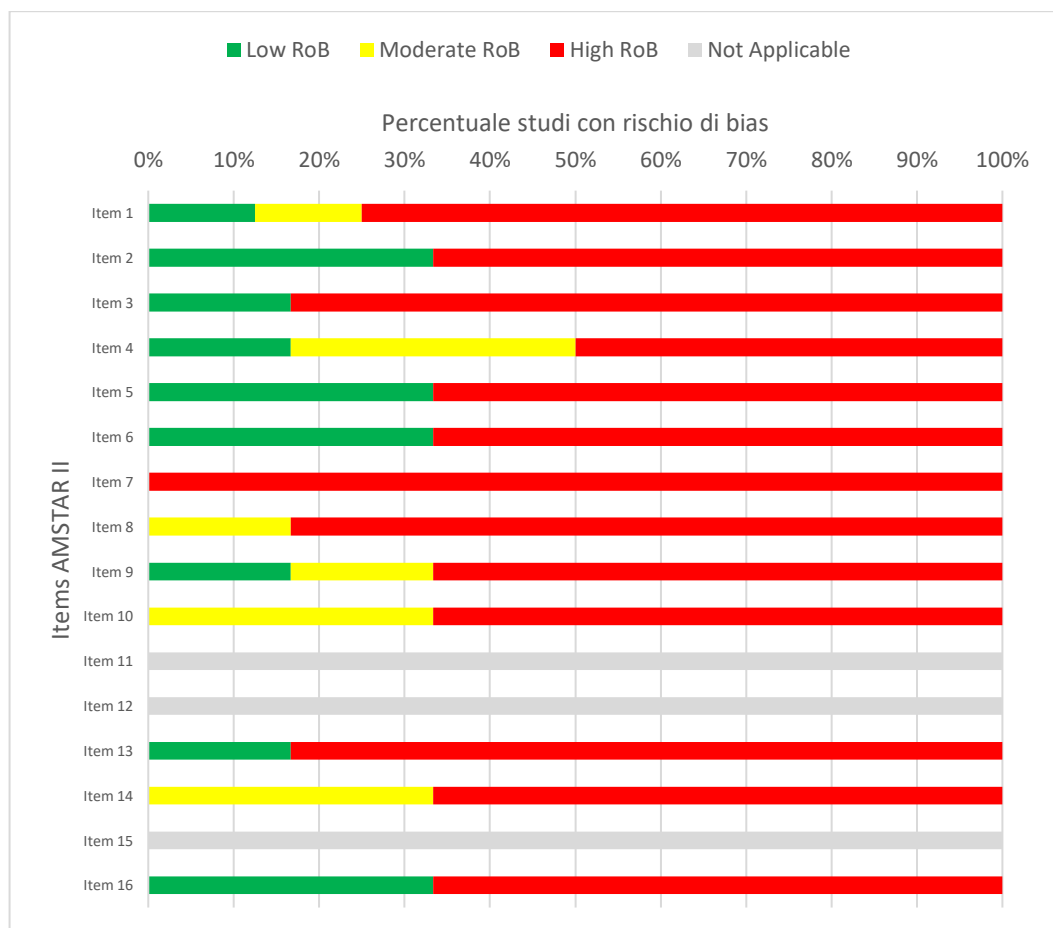 Low RoB Moderate RoB High RoB Not Applicable
Percentuale studi con rischio di bias
0% 10% 20% 30% 40% 50% 60% 70% 80% 90% 100%
Items AMSTAR II
Item 1
Item 2
Item 3
Item 4
Item 5
Item 6
Item 7
Item 8
Item 9
Item 10
Item 11
Item 12
Item 13
Item 14
Item 15
Item 16